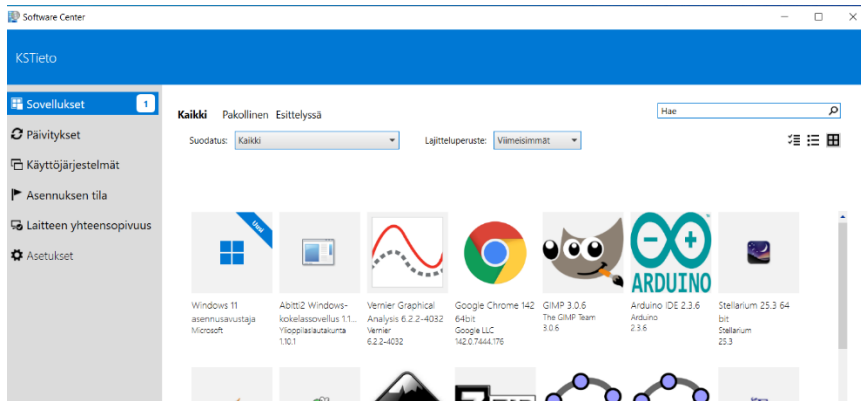 Software Center
KSTieto
Sovellukset 1
Päivitykset
Käyttöjärjestelmät
Asennuksen tila
Laitteen yhteensopivuus
Asetukset
Kaikki Pakollinen Esittelyssä
Hae
Suodatus: Kaikki Lajitteluperuste: Viimeisimmät
Uusi
ARDUINO
Windows 11
asennusavustaja
Microsoft
Abitti2 Windows-
kokelassovellus 1.1...
Ylioppilaslautakunta
1.10.1
Vernier Graphical
Analysis 6.2.2-4032
Vernier
6.2.2-4032
Google Chrome 142
64bit
Google LLC
142.0.7444.176
GIMP 3.0.6
The GIMP Team
3.0.6
Arduino IDE 2.3.6
Arduino
2.3.6
Stellarium 25.3 64
bit
Stellarium
25.3